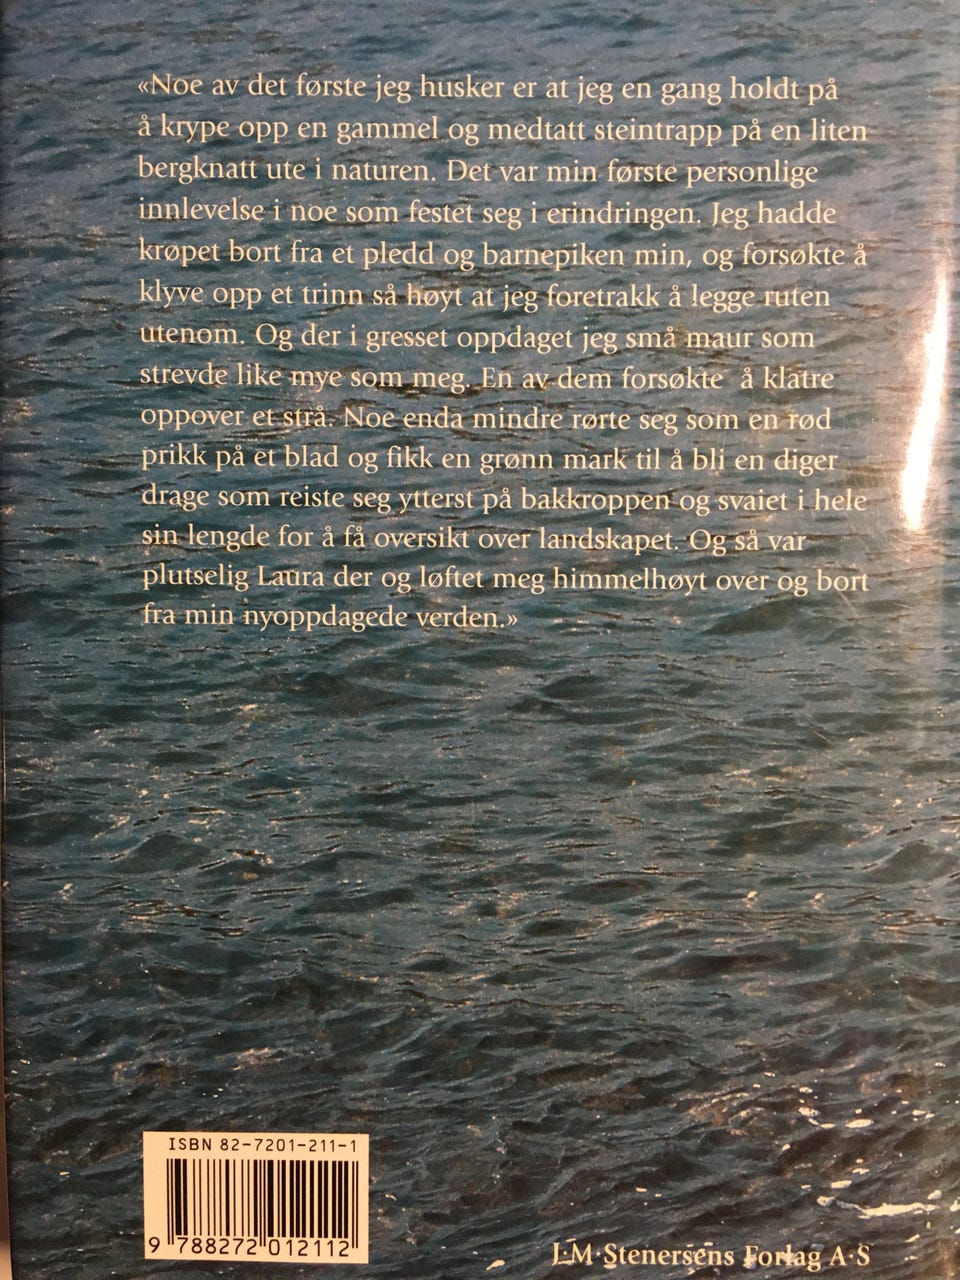 «Noe av det første jeg husker er at jeg en gang holdt på
å krype opp en gammel og medtatt steintrapp på en liten
bergknatt ute i naturen. Det var min første personlige
innlevelse i noe som festet seg i erindringen. Jeg hadde
krøpet bort fra et pledd og barnepiken min, og forsøkte å
klyve opp et trinn så høyt at jeg foretrakk å legge ruten
utenom. Og der i gresset oppdaget jeg små maur som
strevde like mye som meg. En av dem forsøkte å klatre
oppover et strå. Noe enda mindre rørte seg som en rød
prikk på et blad og fikk en grønn mark til å bli en diger
drage som reiste seg ytterst på bakkroppen og svaiet i hele
sin lengde for å få oversikt over landskapet. Og så var
plutselig Laura der og løftet meg himmelhøyt over og bort
fra min nyoppdagede verden.»
ISBN 82-7201-211-1
9 788272 012112
J·M·Stenersens Forlag A·S